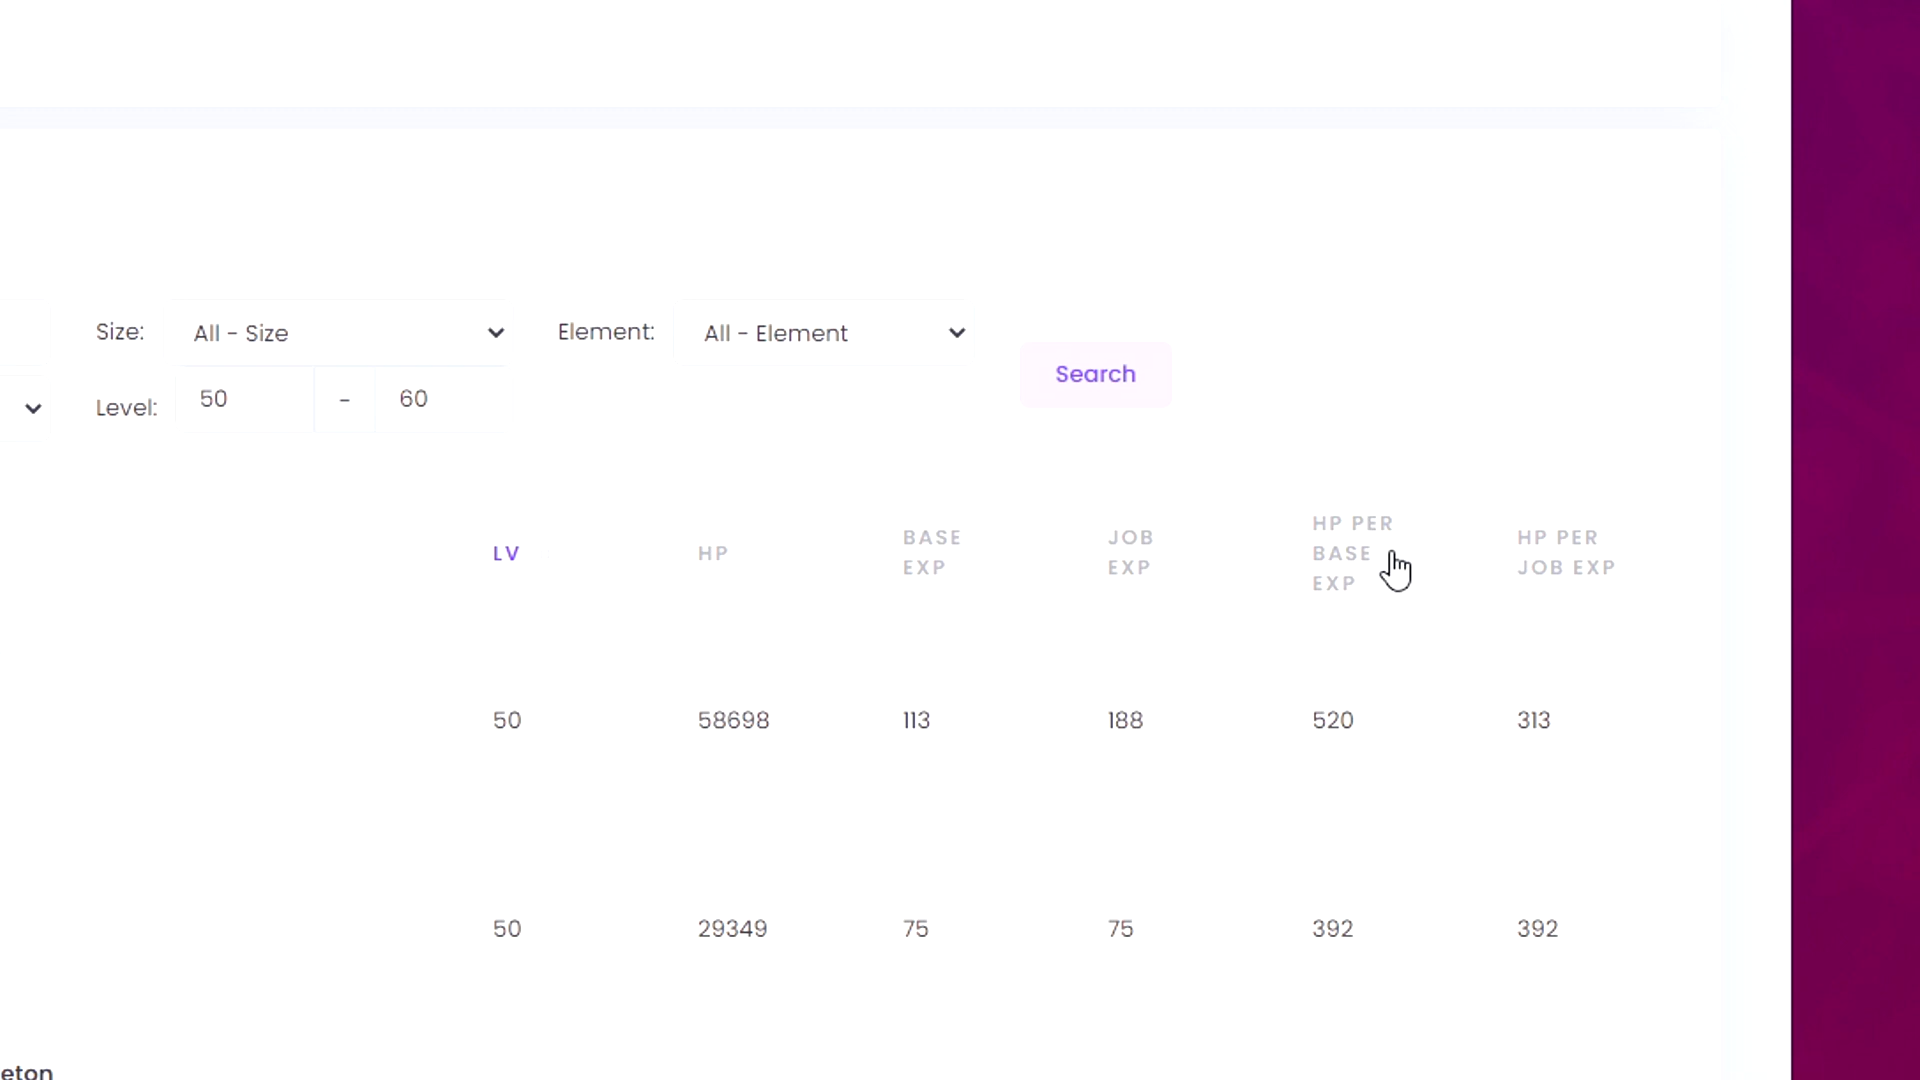 Size: All - Size Element: All - Element
Search
Level: 50 - 60
LV HP BASE EXP JOB EXP HP PER BASE EXP HP PER JOB EXP
50 58698 113 188 520 313
50 29349 75 75 392 392
eton